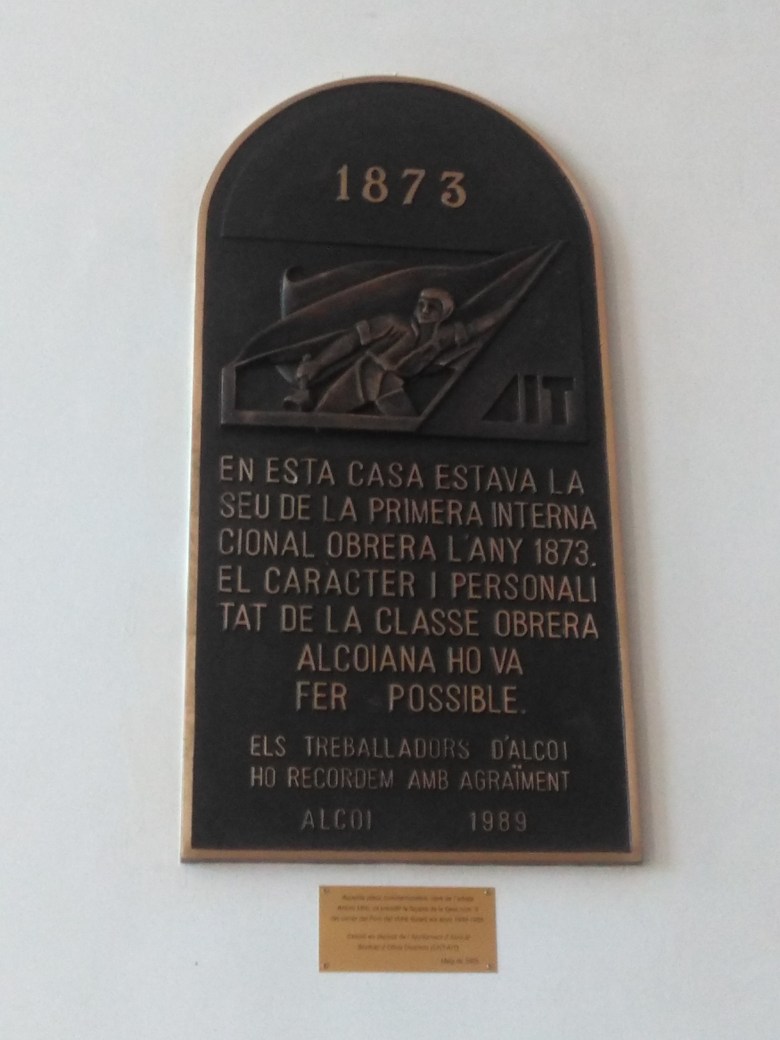 1873
AIT
EN ESTA CASA ESTAVA LA
SEU DE LA PRIMERA INTERNA
CIONAL OBRERA L'ANY 1873.
EL CARACTER I PERSONALI
TAT DE LA CLASSE OBRERA
ALCOIANA HO VA
FER POSSIBLE.
ELS TREBALLADORS D'ALCOI
HO RECORDEM AMB AGRAÏMENT
ALCOI 1989